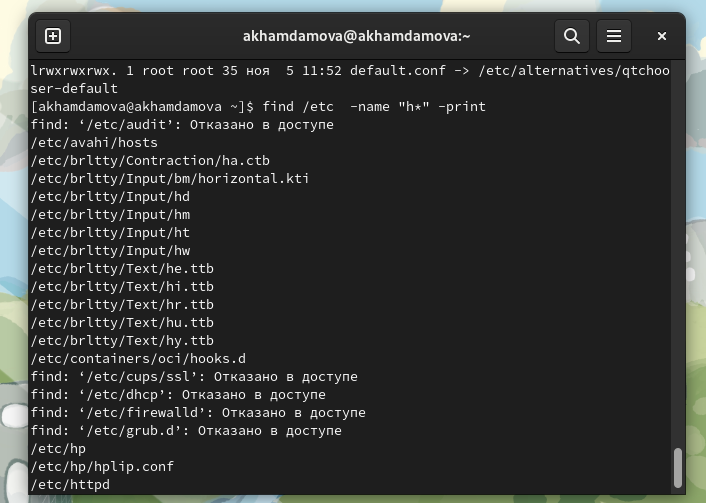 akhamdamova@akhamdamova:~
lrwxrwxrwx. 1 root root 35 ноя  5 11:52 default.conf -> /etc/alternatives/qtchoo
ser-default
[akhamdamova@akhamdamova ~]$ find /etc  -name "h*" -print
find: ‘/etc/audit’: Отказано в доступе
/etc/avahi/hosts
/etc/brltty/Contraction/ha.ctb
/etc/brltty/Input/bm/horizontal.kti
/etc/brltty/Input/hd
/etc/brltty/Input/hm
/etc/brltty/Input/ht
/etc/brltty/Input/hw
/etc/brltty/Text/he.ttb
/etc/brltty/Text/hi.ttb
/etc/brltty/Text/hr.ttb
/etc/brltty/Text/hu.ttb
/etc/brltty/Text/hy.ttb
/etc/containers/oci/hooks.d
find: ‘/etc/cups/ssl’: Отказано в доступе
find: ‘/etc/dhcp’: Отказано в доступе
find: ‘/etc/firewalld’: Отказано в доступе
find: ‘/etc/grub.d’: Отказано в доступе
/etc/hp
/etc/hp/hplip.conf
/etc/httpd